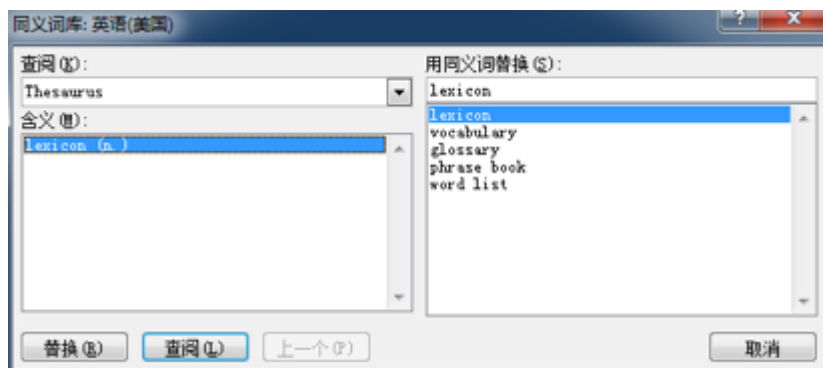 同义词库: 英语(美国)
查阅(K):
Thesaurus
含义(M):
lexicon (n.)
用同义词替换(S):
lexicon
lexicon
vocabulary
glossary
phrase book
word list
替换(R)
查阅(L)
上一个(P)
取消